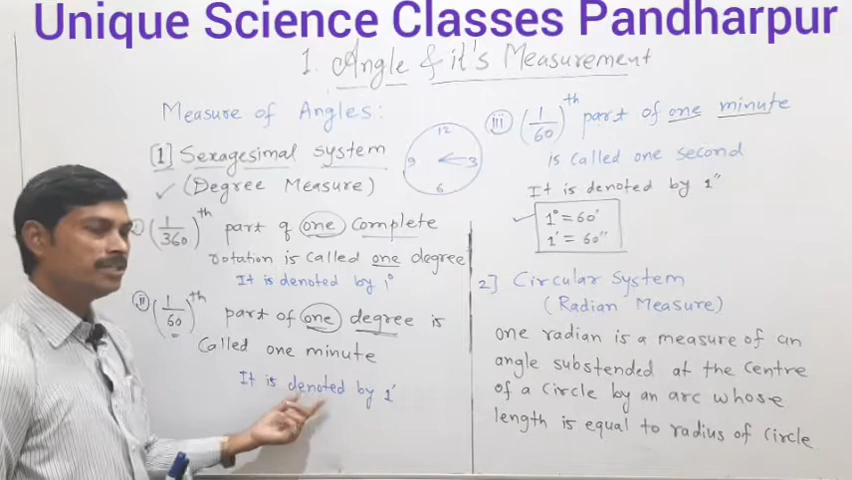 Unique Science Classes Pandharpur
1. Angle & it's Measurement
Measure of Angles:
[1] Sexagesimal system
✓ (Degree Measure)
12
3
6
9
i) (1/360)th part of one complete
rotation is called one degree
It is denoted by 1°
ii) (1/60)th part of one degree is
Called one minute
It is denoted by 1'
iii) (1/60)th part of one minute
is called one second
It is denoted by 1"
✓ 1° = 60'
1' = 60"
2] Circular System
(Radian Measure)
one radian is a measure of an
angle substended at the centre
of a circle by an arc whose
length is equal to radius of circle